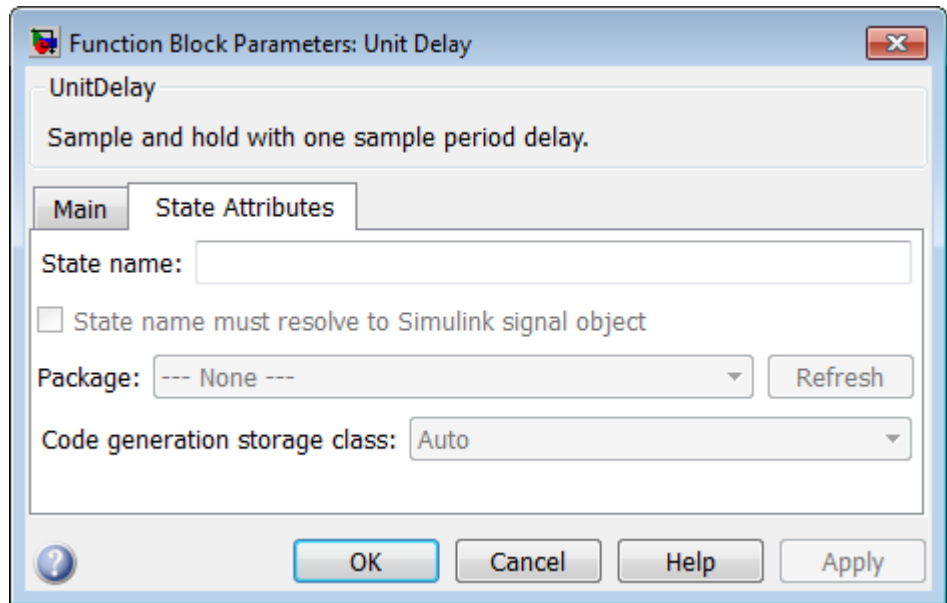 Function Block Parameters: Unit Delay
UnitDelay
Sample and hold with one sample period delay.
Main State Attributes
State name:
State name must resolve to Simulink signal object
Package: --- None --- Refresh
Code generation storage class: Auto
? OK Cancel Help Apply